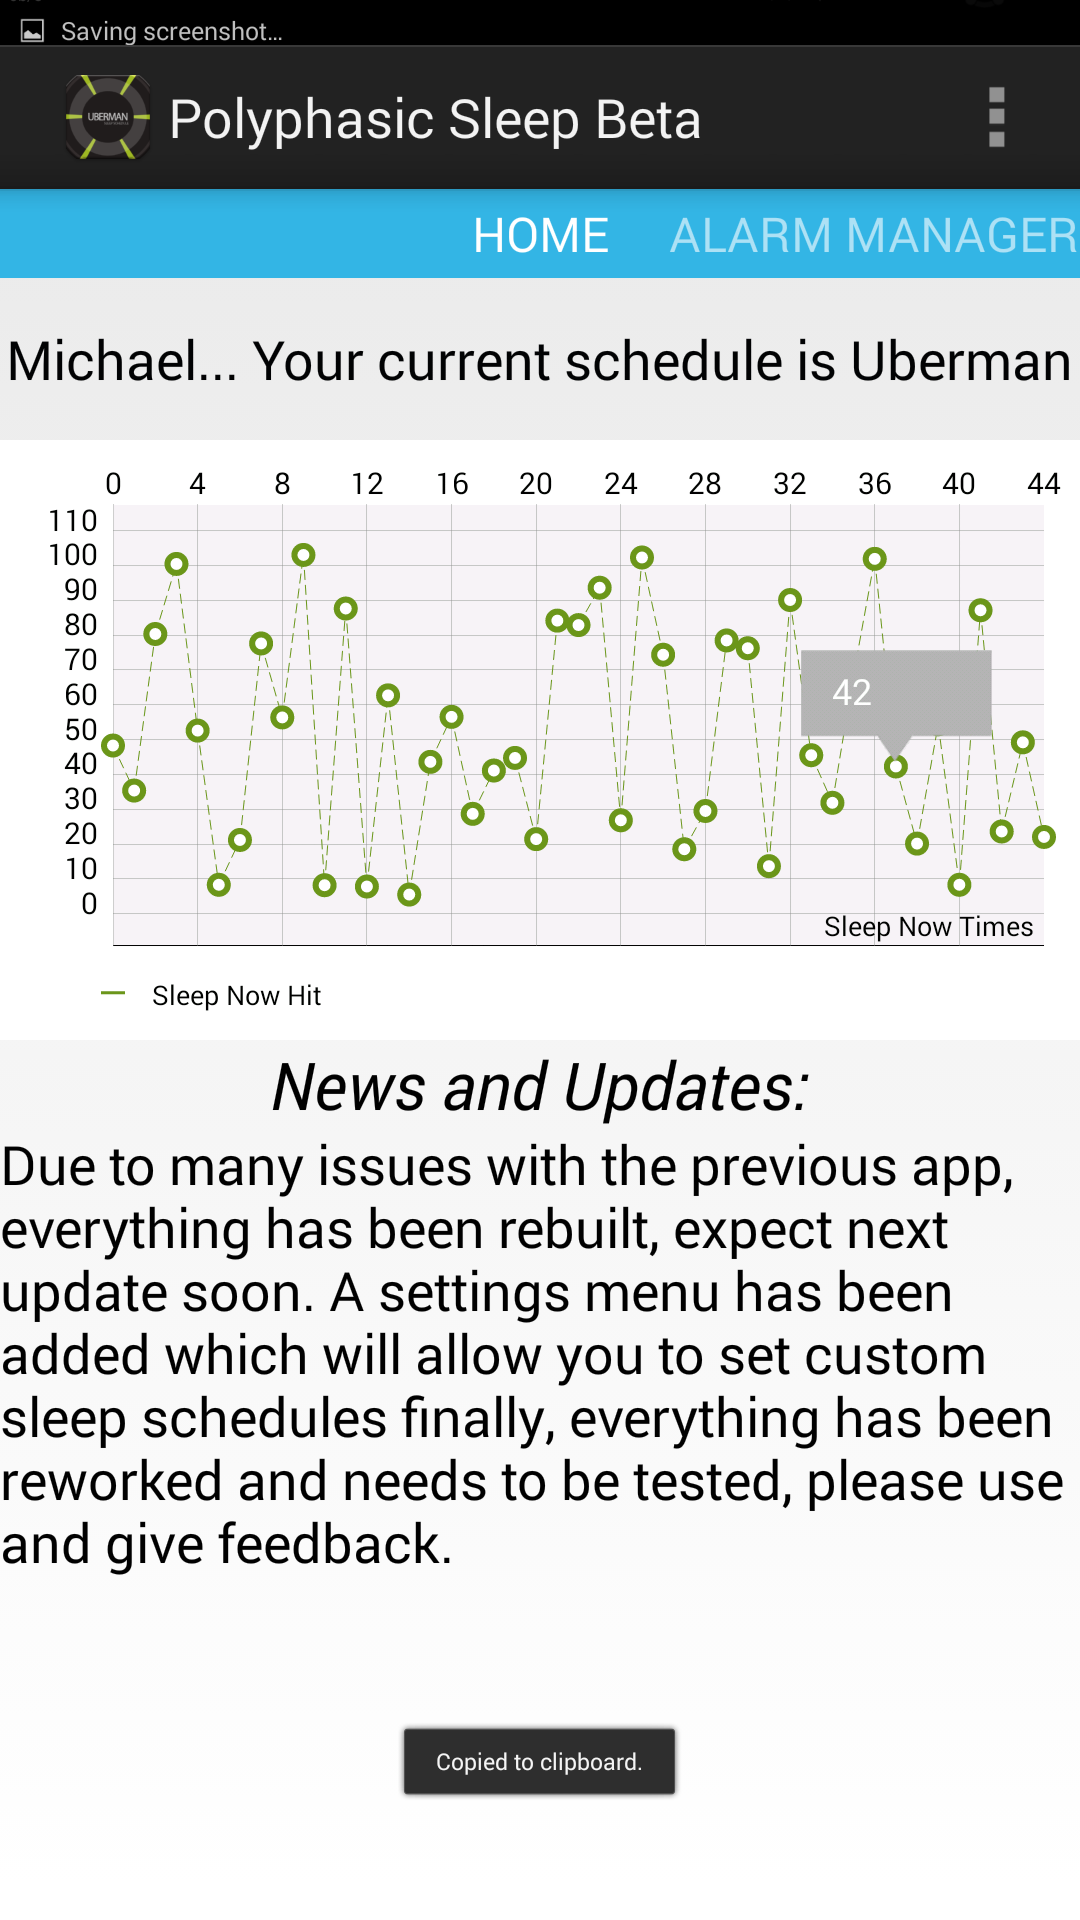 Saving screenshot...
UBERMAN
Polyphasic Sleep Beta
HOME ALARM MANAGER
Michael... Your current schedule is Uberman
0 4 8 12 16 20 24 28 32 36 40 44
110
100
90
80
70
60
50
40
30
20
10
0
42
Sleep Now Times
Sleep Now Hit
News and Updates:
Due to many issues with the previous app,
everything has been rebuilt, expect next
update soon. A settings menu has been
added which will allow you to set custom
sleep schedules finally, everything has been
reworked and needs to be tested, please use
and give feedback.
Copied to clipboard.